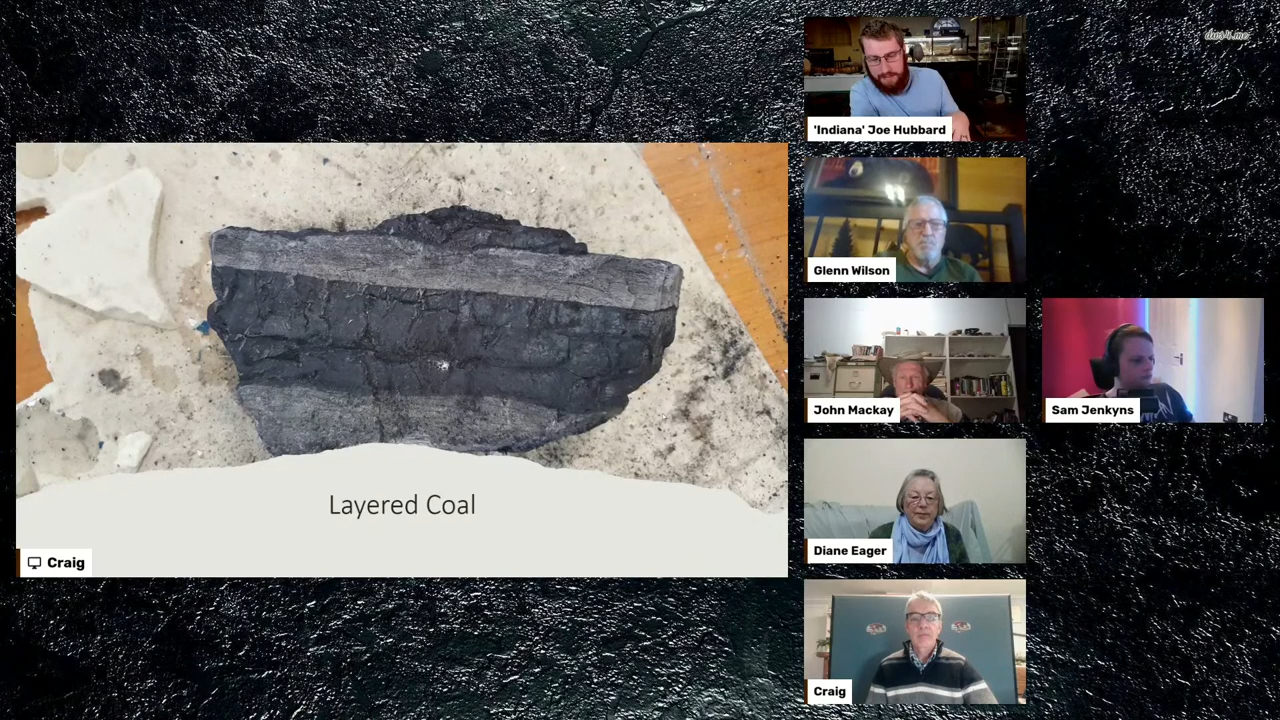 'Indiana' Joe Hubbard
Glenn Wilson
John Mackay
Sam Jenkyns
Layered Coal
Diane Eager
Craig
Craig